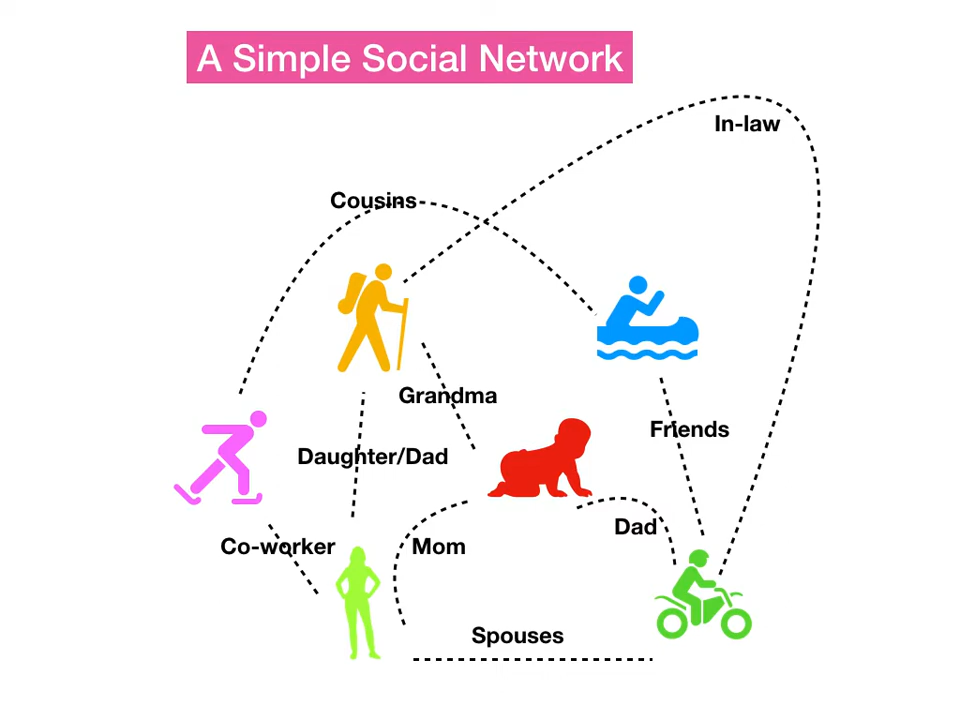 A Simple Social Network
In-law
Cousins
Grandma
Friends
Daughter/Dad
Dad
Co-worker
Mom
Spouses